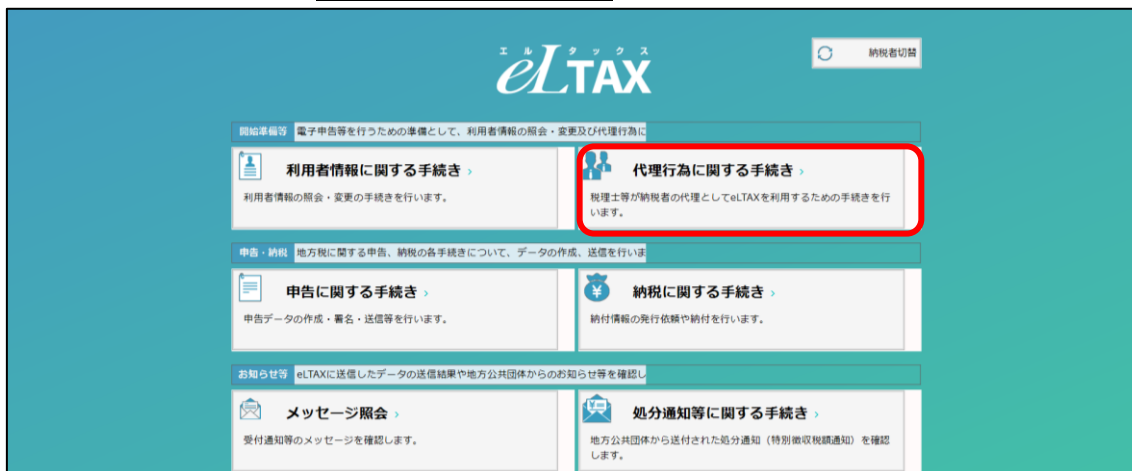 エルタックス
eLTAX
納税者切替
開始準備等 電子申告等を行うための準備として、利用者情報の照会・変更及び代理行為に
利用者情報に関する手続き ›
利用者情報の照会・変更の手続きを行います。
代理行為に関する手続き ›
税理士等が納税者の代理としてeLTAXを利用するための手続きを行
います。
申告・納税 地方税に関する申告、納税の各手続きについて、データの作成、送信を行いま
申告に関する手続き ›
申告データの作成・署名・送信等を行います。
納税に関する手続き ›
納付情報の発行依頼や納付を行います。
お知らせ等 eLTAXに送信したデータの送信結果や地方公共団体からのお知らせ等を確認し
メッセージ照会 ›
受付通知等のメッセージを確認します。
処分通知等に関する手続き ›
地方公共団体から送付された処分通知（特別徴収税額通知）を確認
します。